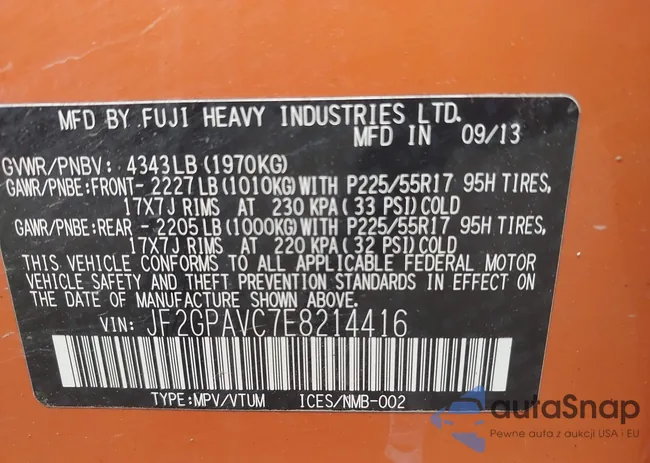 MFD BY FUJI HEAVY INDUSTRIES LTD.
MFD IN 09/13
GVWR/PNBV: 4343LB (1970KG)
GAWR/PNBE:FRONT- 2227 LB (1010KG) WITH P225/55R17 95H TIRES,
17X7J RIMS AT 230 KPA (33 PSI) COLD
GAWR/PNBE:REAR - 2205 LB (1000KG) WITH P225/55R17 95H TIRES,
17X7J RIMS AT 220 KPA (32 PSI) COLD
THIS VEHICLE CONFORMS TO ALL APPLICABLE FEDERAL MOTOR
VEHICLE SAFETY AND THEFT PREVENTION STANDARDS IN EFFECT ON
THE DATE OF MANUFACTURE SHOWN ABOVE.
VIN: JF2GPAVC7E8214416
TYPE:MPV/VTUM ICES/NMB-002
autaSnap
Pewne auta z aukcji USA i EU